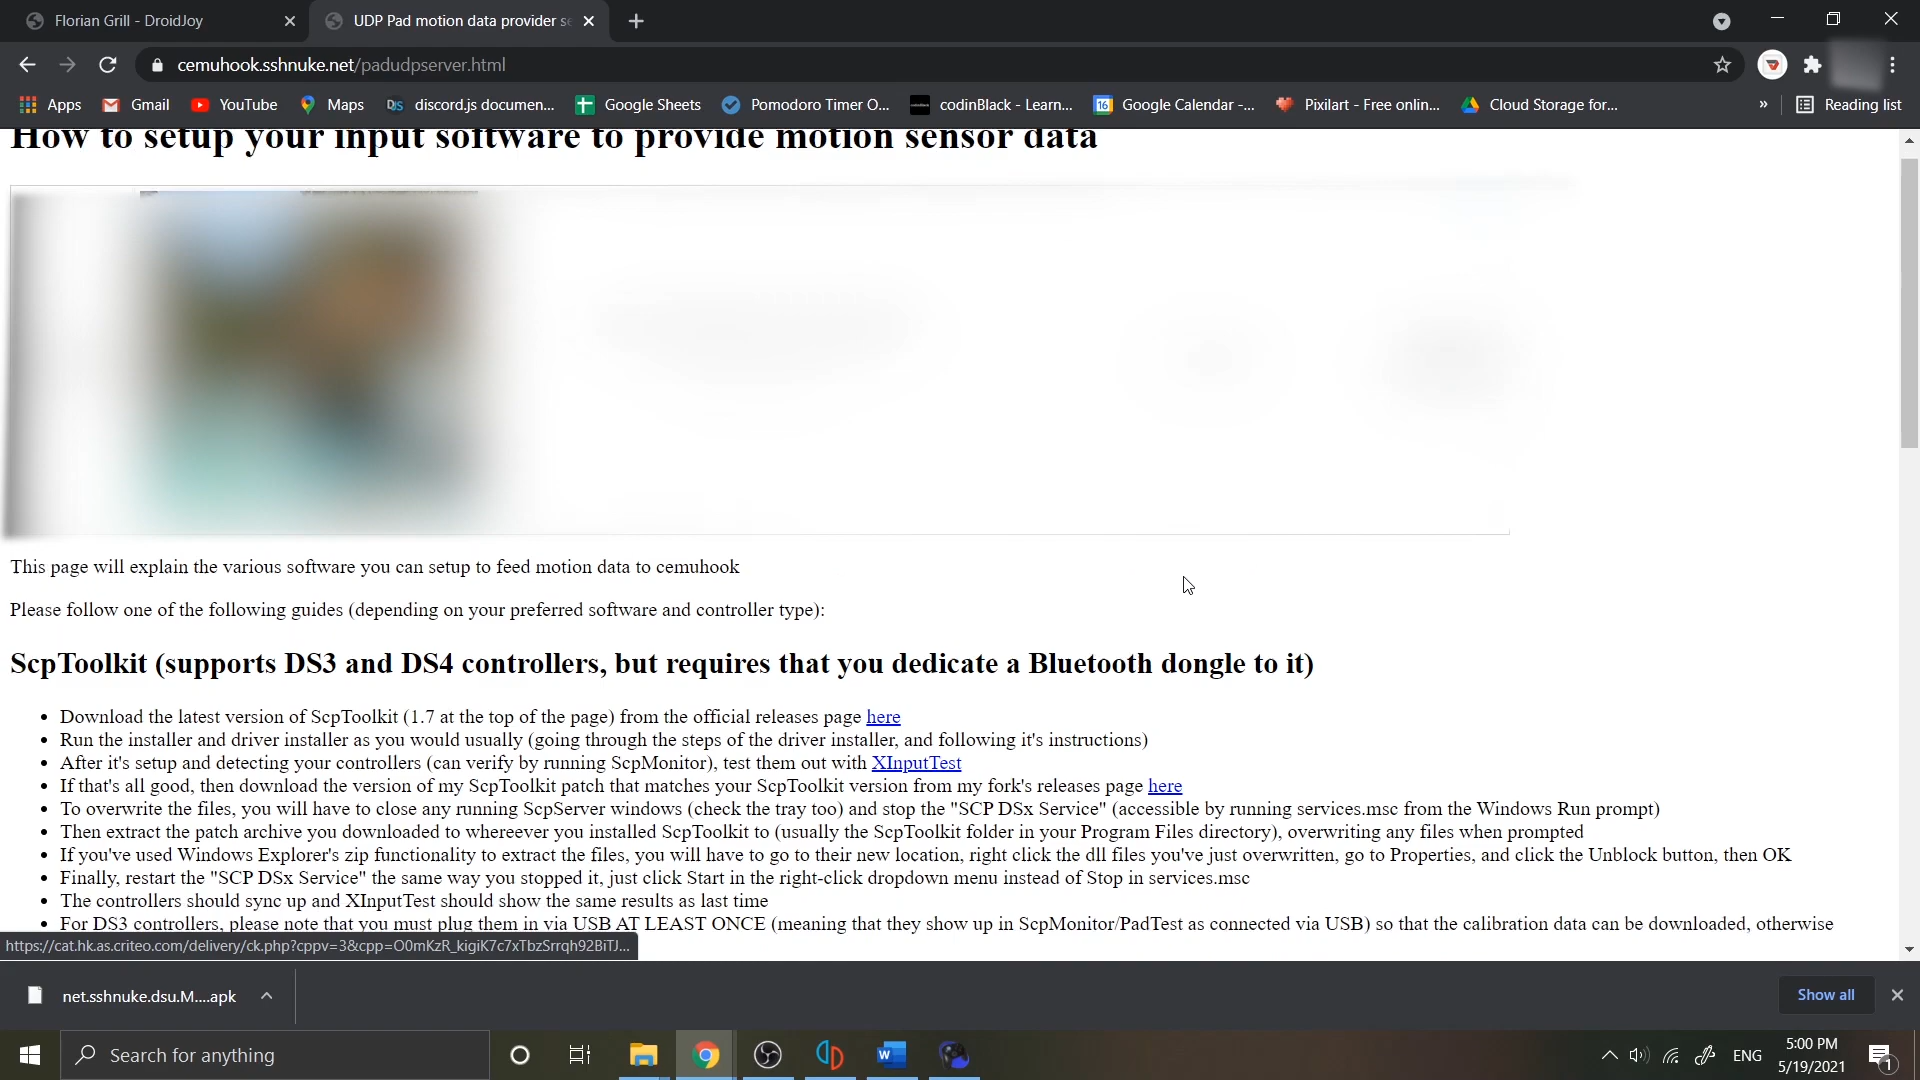 Florian Grill - DroidJoy
UDP Pad motion data provider se
cemuhook.sshnuke.net/padudpserver.html
Apps
Gmail
YouTube
Maps
DJS
discord.js documen...
Google Sheets
Pomodoro Timer O...
codinBlack - Learn...
16
Google Calendar -...
Pixilart - Free onlin...
Cloud Storage for...
»
Reading list
How to setup your input software to provide motion sensor data
This page will explain the various software you can setup to feed motion data to cemuhook
Please follow one of the following guides (depending on your preferred software and controller type):
ScpToolkit (supports DS3 and DS4 controllers, but requires that you dedicate a Bluetooth dongle to it)
• Download the latest version of ScpToolkit (1.7 at the top of the page) from the official releases page here
• Run the installer and driver installer as you would usually (going through the steps of the driver installer, and following it's instructions)
• After it's setup and detecting your controllers (can verify by running ScpMonitor), test them out with XInputTest
• If that's all good, then download the version of my ScpToolkit patch that matches your ScpToolkit version from my fork's releases page here
• To overwrite the files, you will have to close any running ScpServer windows (check the tray too) and stop the "SCP DSx Service" (accessible by running services.msc from the Windows Run prompt)
• Then extract the patch archive you downloaded to whereever you installed ScpToolkit to (usually the ScpToolkit folder in your Program Files directory), overwriting any files when prompted
• If you've used Windows Explorer's zip functionality to extract the files, you will have to go to their new location, right click the dll files you've just overwritten, go to Properties, and click the Unblock button, then OK
• Finally, restart the "SCP DSx Service" the same way you stopped it, just click Start in the right-click dropdown menu instead of Stop in services.msc
• The controllers should sync up and XInputTest should show the same results as last time
• For DS3 controllers, please note that you must plug them in via USB AT LEAST ONCE (meaning that they show up in ScpMonitor/PadTest as connected via USB) so that the calibration data can be downloaded, otherwise
https://cat.hk.as.criteo.com/delivery/ck.php?cppv=3&cpp=O0mKzR_kigiK7c7xTbzSrrqh92BiTJ...
net.sshnuke.dsu.M....apk
Show all
Search for anything
ENG
5:00 PM
5/19/2021
1